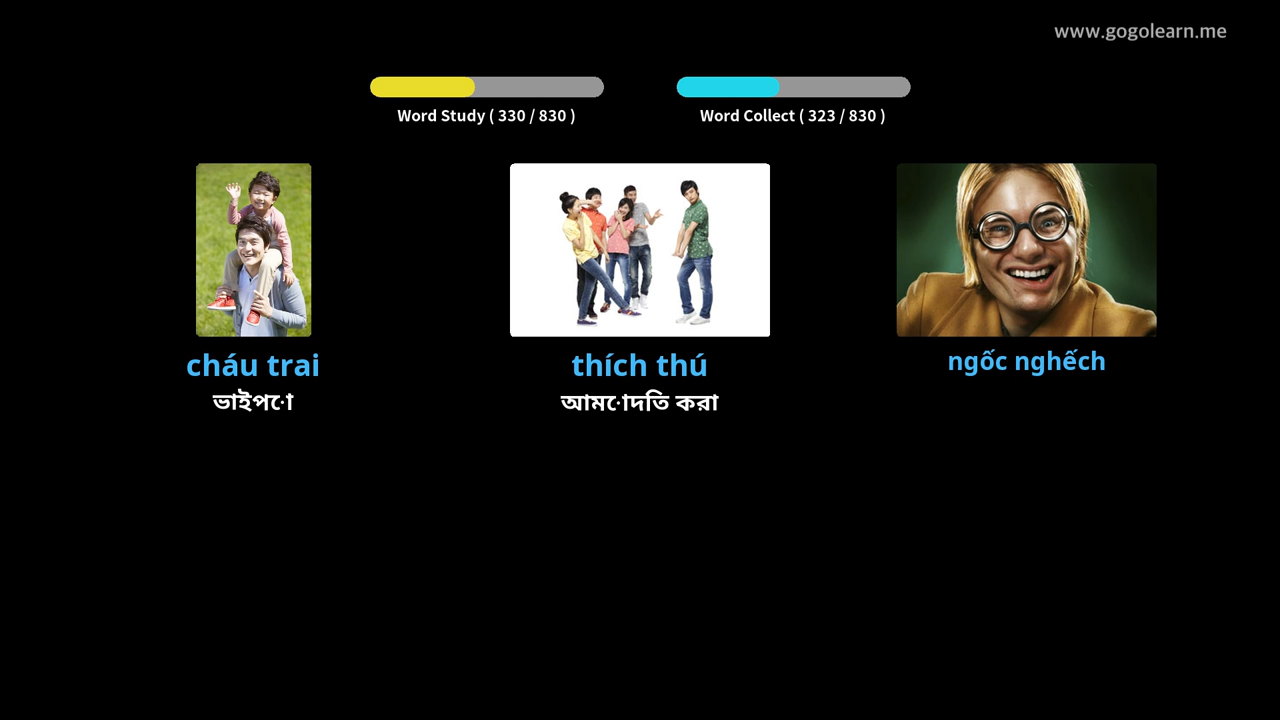 www.gogolearn.me
Word Study ( 330 / 830 )
Word Collect ( 323 / 830 )
cháu trai
ভাইপো
thích thú
আমোদিত করা
ngốc nghếch